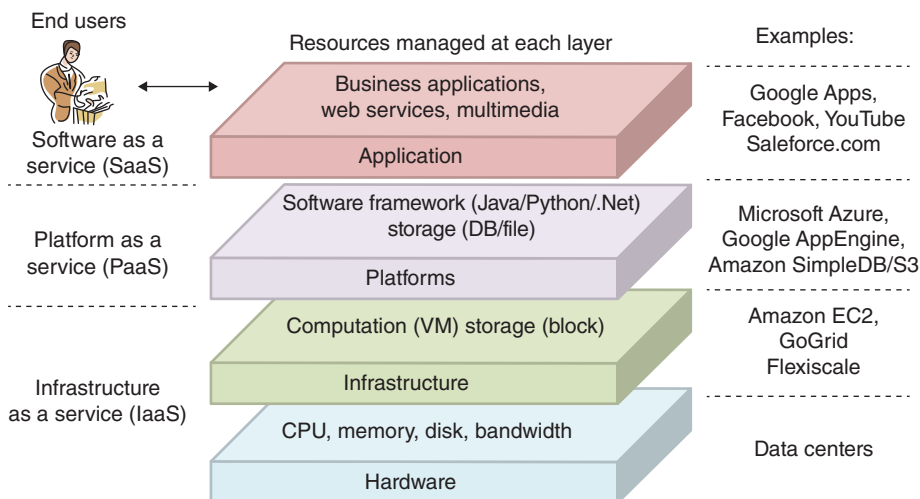 End users
Resources managed at each layer
Examples:
Business applications,
web services, multimedia
Application
Software as a
service (SaaS)
Google Apps,
Facebook, YouTube
Saleforce.com
Software framework (Java/Python/.Net)
storage (DB/file)
Platforms
Platform as a
service (PaaS)
Microsoft Azure,
Google AppEngine,
Amazon SimpleDB/S3
Computation (VM) storage (block)
Infrastructure
Infrastructure
as a service (IaaS)
Amazon EC2,
GoGrid
Flexiscale
CPU, memory, disk, bandwidth
Hardware
Data centers